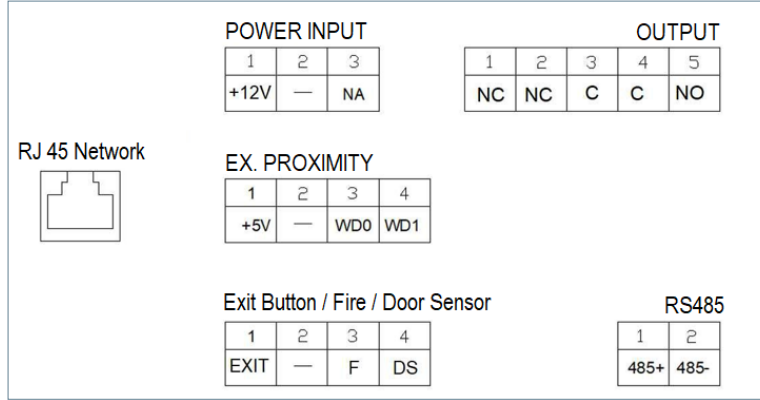 POWER INPUT
1 2 3
+12V — NA
OUTPUT
1 2 3 4 5
NC NC C C NO
RJ 45 Network
EX. PROXIMITY
1 2 3 4
+5V — WD0 WD1
Exit Button / Fire / Door Sensor
1 2 3 4
EXIT — F DS
RS485
1 2
485+ 485-